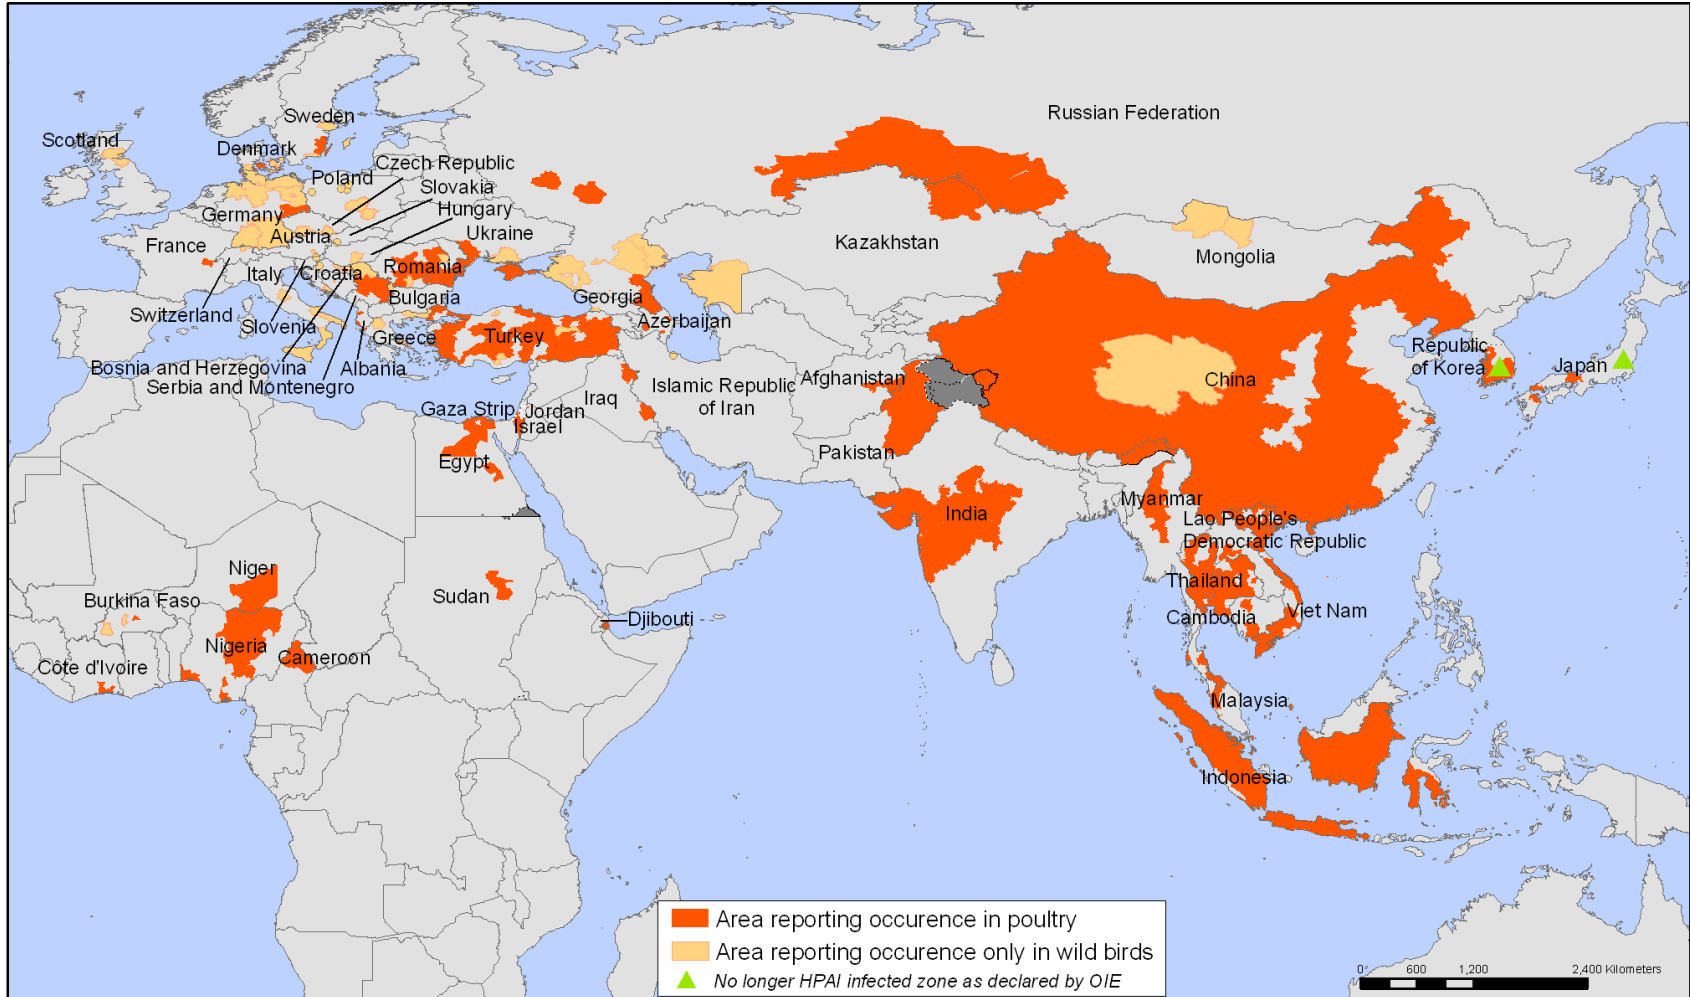 Russian Federation
Sweden
Scotland
Denmark
Czech Republic
Poland
Slovakia
Hungary
Germany
Ukraine
Austria
France
Kazakhstan
Mongolia
Italy
Croatia
Romania
Bulgaria
Georgia
Switzerland
Slovenia
Azerbaijan
Greece
Turkey
Bosnia and Herzegovina
Albania
Serbia and Montenegro
Republic
of Korea
Japan
China
Afghanistan
Islamic Republic
of Iran
Iraq
Gaza Strip
Jordan
Israel
Egypt
Pakistan
India
Myanmar
Lao People's
Democratic Republic
Thailand
Viet Nam
Cambodia
Niger
Burkina Faso
Sudan
Djibouti
Nigeria
Cameroon
Côte d'Ivoire
Malaysia
Indonesia
Area reporting occurence in poultry
Area reporting occurence only in wild birds
No longer HPAI infected zone as declared by OIE
0 600 1,200 2,400 Kilometers